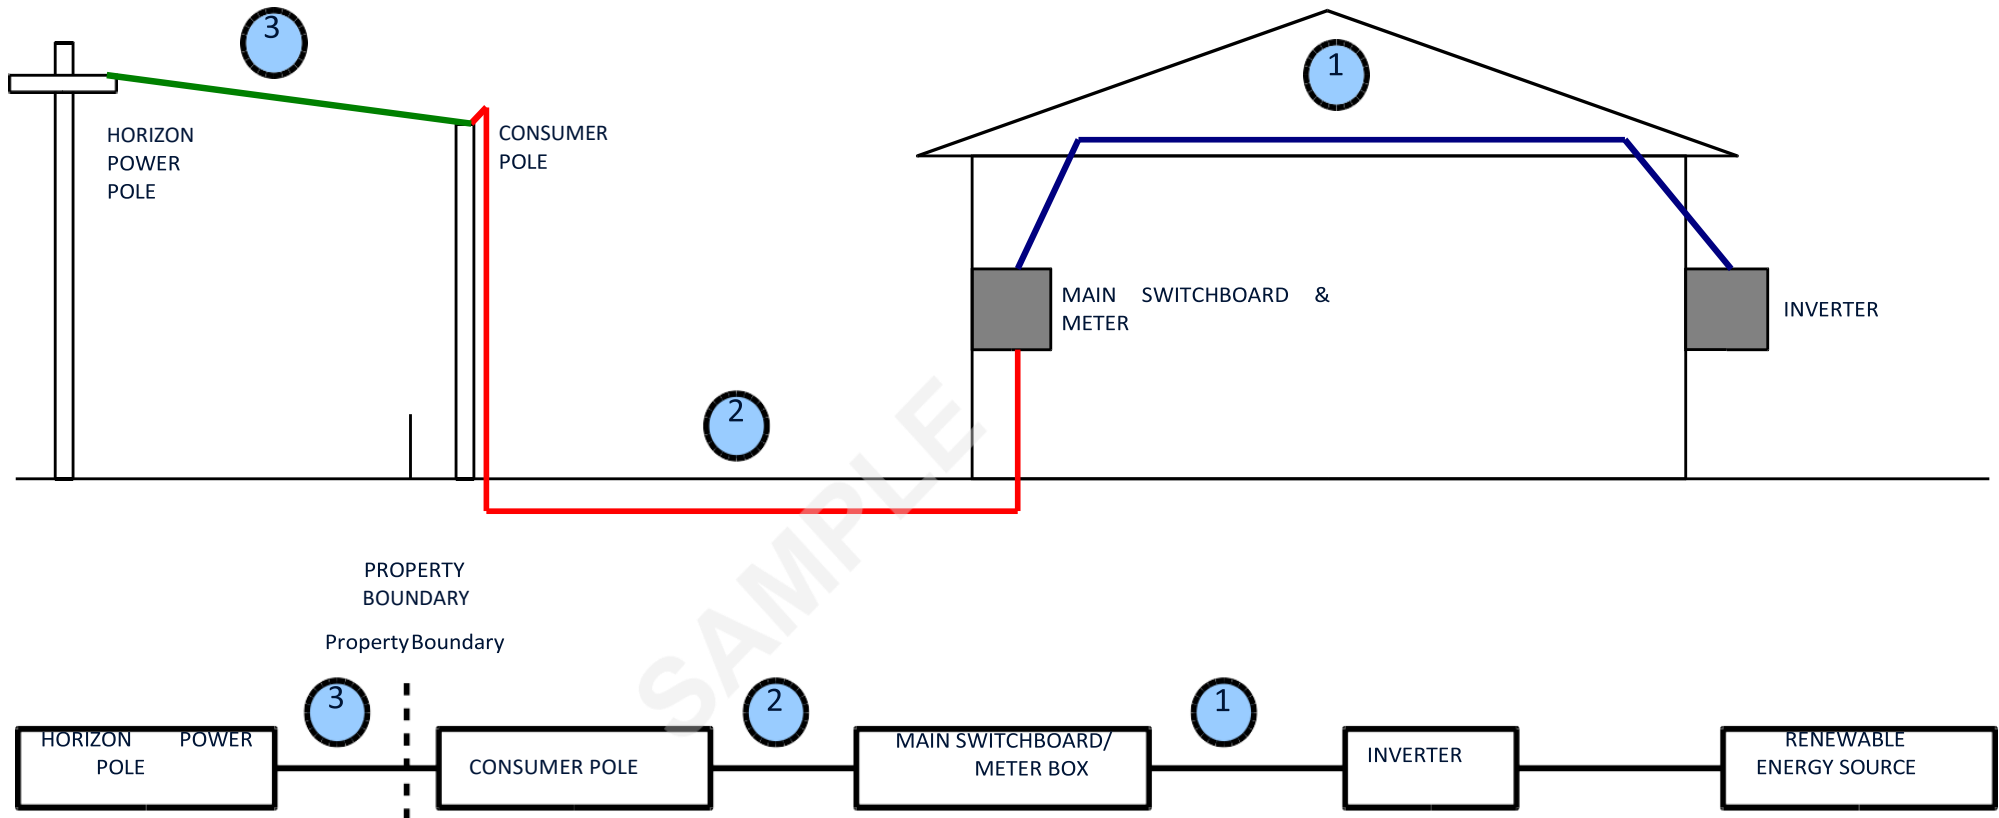 3
1
HORIZON
POWER
POLE
CONSUMER
POLE
MAIN SWITCHBOARD &
METER
INVERTER
2
SAMPLE
PROPERTY
BOUNDARY
Property Boundary
3
2
1
HORIZON POWER
POLE
CONSUMER POLE
MAIN SWITCHBOARD/
METER BOX
INVERTER
RENEWABLE
ENERGY SOURCE